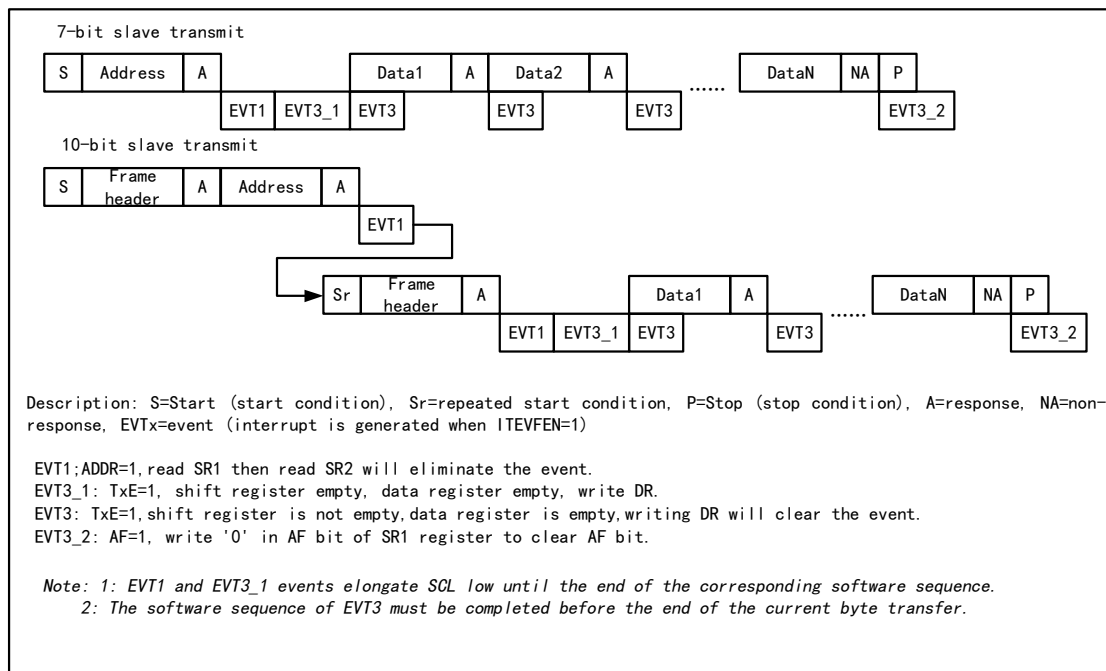 7-bit slave transmit
S Address A Data1 A Data2 A ...... DataN NA P
EVT1 EVT3_1 EVT3 EVT3 EVT3 EVT3_2
10-bit slave transmit
S Frame header A Address A
EVT1
Sr Frame header A Data1 A ...... DataN NA P
EVT1 EVT3_1 EVT3 EVT3 EVT3_2
Description: S=Start (start condition), Sr=repeated start condition, P=Stop (stop condition), A=response, NA=non-
response, EVTx=event (interrupt is generated when ITEVFEN=1)
EVT1;ADDR=1,read SR1 then read SR2 will eliminate the event.
EVT3_1: TxE=1, shift register empty, data register empty, write DR.
EVT3: TxE=1,shift register is not empty,data register is empty,writing DR will clear the event.
EVT3_2: AF=1, write '0' in AF bit of SR1 register to clear AF bit.
Note: 1: EVT1 and EVT3_1 events elongate SCL low until the end of the corresponding software sequence.
2: The software sequence of EVT3 must be completed before the end of the current byte transfer.